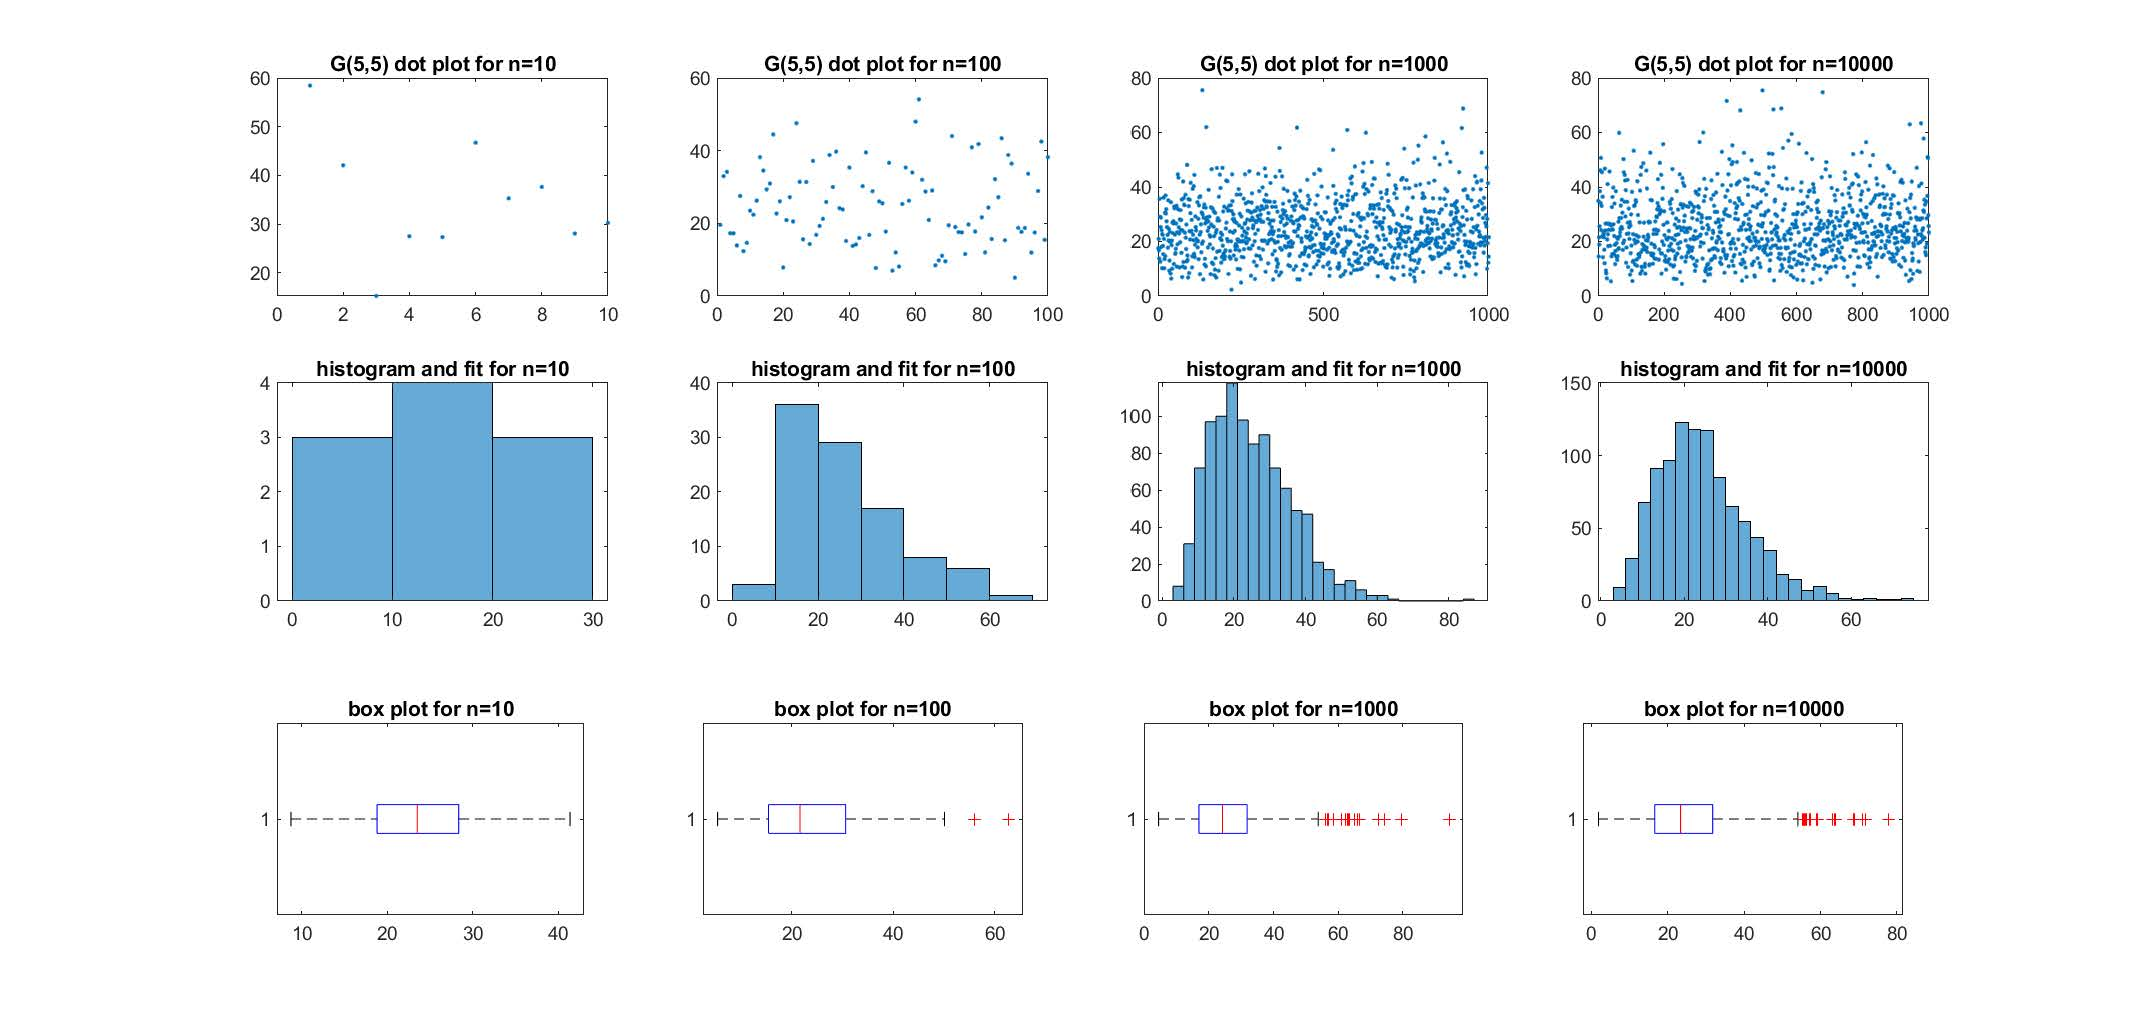 G(5,5) dot plot for n=10
60
50
40
30
20
0 2 4 6 8 10
G(5,5) dot plot for n=100
60
40
20
0
0 20 40 60 80 100
G(5,5) dot plot for n=1000
80
60
40
20
0
0 500 1000
G(5,5) dot plot for n=10000
80
60
40
20
0
0 200 400 600 800 1000
histogram and fit for n=10
4
3
2
1
0
0 10 20 30
histogram and fit for n=100
40
30
20
10
0
0 20 40 60
histogram and fit for n=1000
100
80
60
40
20
0
0 20 40 60 80
histogram and fit for n=10000
150
100
50
0
0 20 40 60
box plot for n=10
1
10 20 30 40
box plot for n=100
1
20 40 60
box plot for n=1000
1
0 20 40 60 80
box plot for n=10000
1
0 20 40 60 80